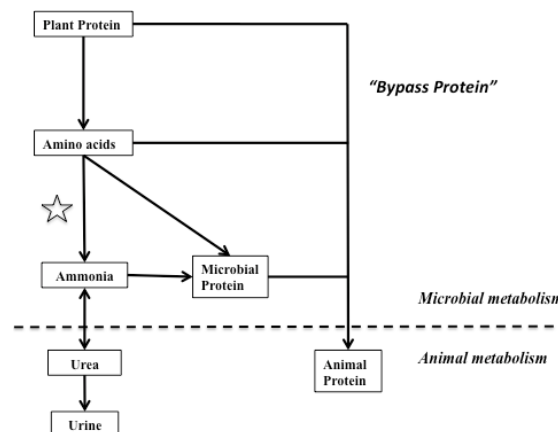 Plant Protein
"Bypass Protein"
Amino acids
Ammonia
Microbial
Protein
Microbial metabolism
Urea
Animal
Protein
Animal metabolism
Urine